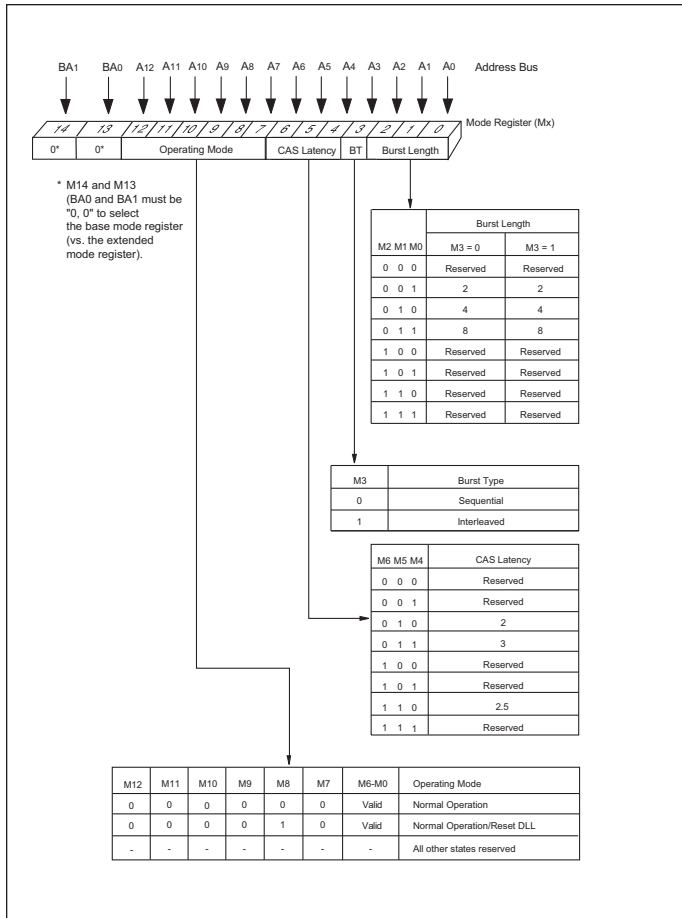 BA1 BA0 A12 A11 A10 A9 A8 A7 A6 A5 A4 A3 A2 A1 A0 Address Bus
14 13 12 11 10 9 8 7 6 5 4 3 2 1 0 Mode Register (Mx)
0* 0* Operating Mode CAS Latency BT Burst Length
* M14 and M13
(BA0 and BA1 must be
"0, 0" to select
the base mode register
(vs. the extended
mode register).
Burst Length
M2 M1 M0 M3 = 0 M3 = 1
0 0 0 Reserved Reserved
0 0 1 2 2
0 1 0 4 4
0 1 1 8 8
1 0 0 Reserved Reserved
1 0 1 Reserved Reserved
1 1 0 Reserved Reserved
1 1 1 Reserved Reserved
M3 Burst Type
0 Sequential
1 Interleaved
M6 M5 M4 CAS Latency
0 0 0 Reserved
0 0 1 Reserved
0 1 0 2
0 1 1 3
1 0 0 Reserved
1 0 1 Reserved
1 1 0 2.5
1 1 1 Reserved
M12 M11 M10 M9 M8 M7 M6-M0 Operating Mode
0 0 0 0 0 0 Valid Normal Operation
0 0 0 0 1 0 Valid Normal Operation/Reset DLL
- - - - - - - All other states reserved